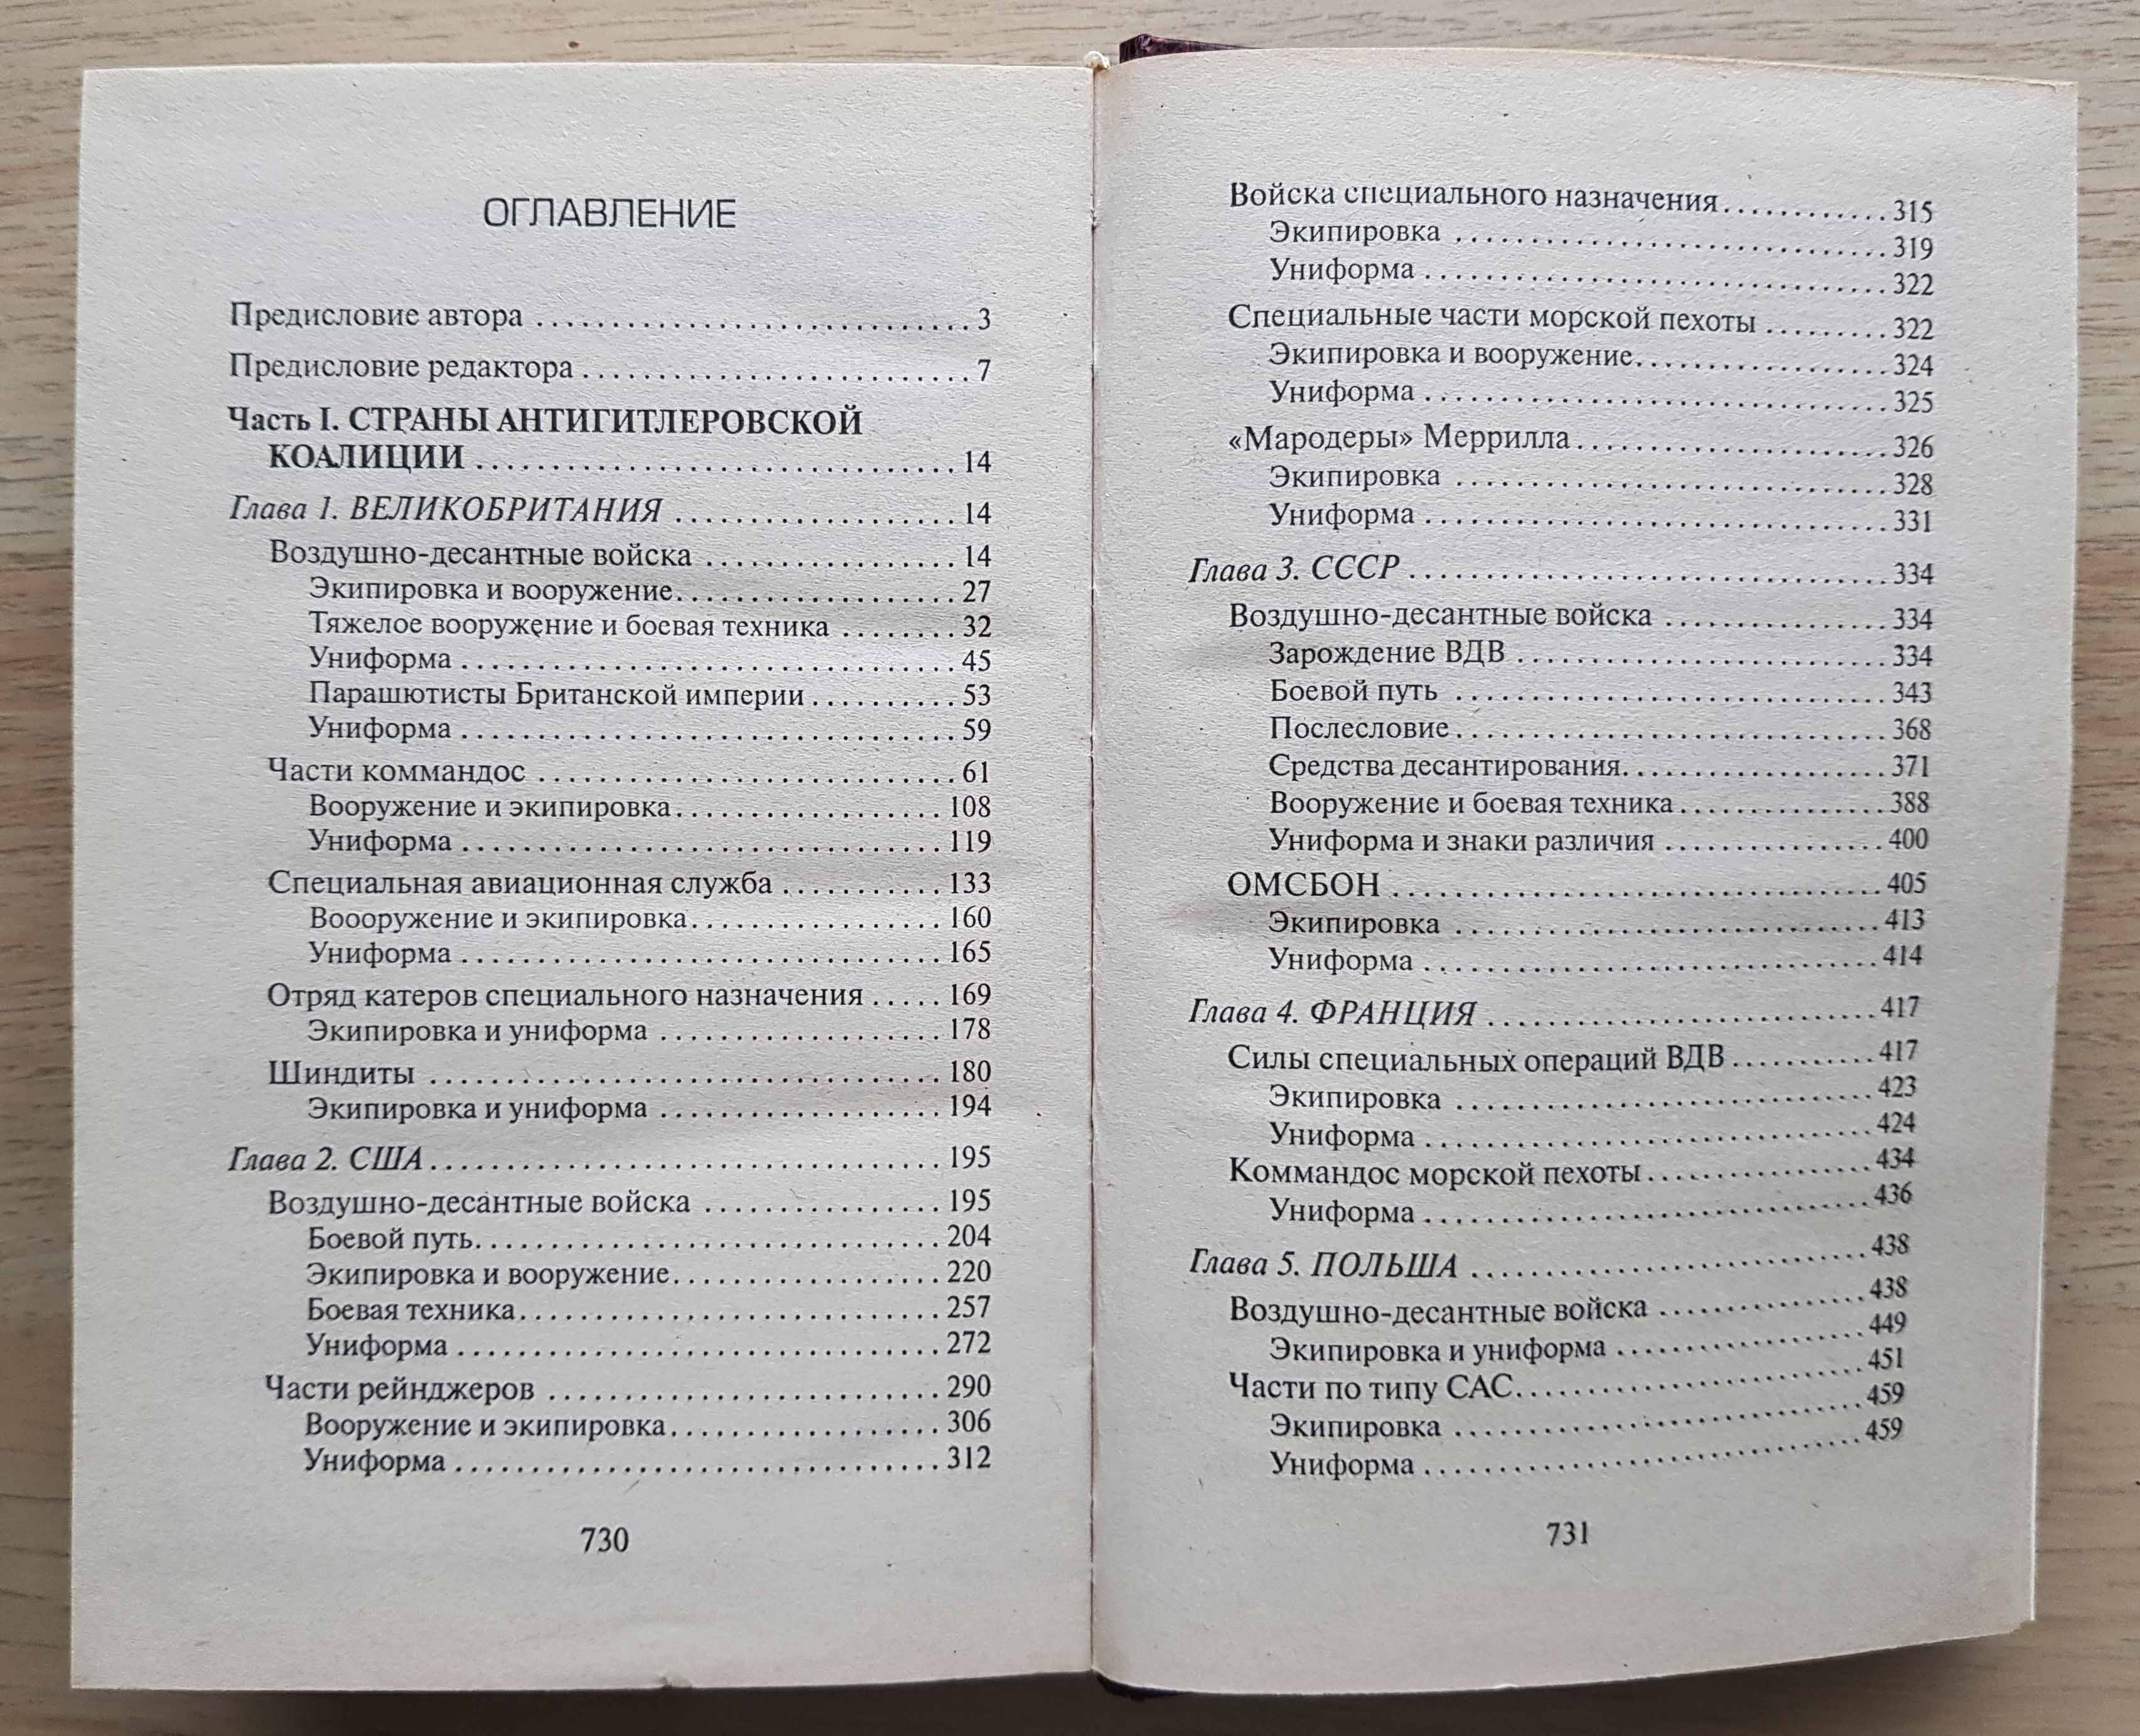 ОГЛАВЛЕНИЕ
Предисловие автора ............................. 3
Предисловие редактора .......................... 7
Часть I. СТРАНЫ АНТИГИТЛЕРОВСКОЙ
КОАЛИЦИИ ................................ 14
Глава 1. ВЕЛИКОБРИТАНИЯ ................... 14
Воздушно-десантные войска ................. 14
Экипировка и вооружение................... 27
Тяжелое вооружение и боевая техника ........ 32
Униформа ................................. 45
Парашютисты Британской империи .......... 53
Униформа ................................. 59
Части коммандос ............................ 61
Вооружение и экипировка.................. 108
Униформа ................................ 119
Специальная авиационная служба ........... 133
Воооружение и экипировка................. 160
Униформа ................................ 165
Отряд катеров специального назначения ..... 169
Экипировка и униформа ................... 178
Шиндиты .................................. 180
Экипировка и униформа ................... 194
Глава 2. США.................................. 195
Воздушно-десантные войска ................ 195
Боевой путь............................... 204
Экипировка и вооружение.................. 220
Боевая техника............................ 257
Униформа ................................ 272
Части рейнджеров .......................... 290
Вооружение и экипировка.................. 306
Униформа ................................ 312
730
Войска специального назначения............ 315
Экипировка ............................. 319
Униформа ............................... 322
Специальные части морской пехоты ......... 322
Экипировка и вооружение................. 324
Униформа ............................... 325
«Мародеры» Меррилла..................... 326
Экипировка ............................. 328
Униформа ............................... 331
Глава 3. СССР ................................ 334
Воздушно-десантные войска ............... 334
Зарождение ВДВ ......................... 334
Боевой путь ............................. 343
Послесловие............................. 368
Средства десантирования.................. 371
Вооружение и боевая техника.............. 388
Униформа и знаки различия ............... 400
ОМСБОН ................................. 405
Экипировка ............................. 413
Униформа ............................... 414
Глава 4. ФРАНЦИЯ .......................... 417
Силы специальных операций ВДВ .......... 417
Экипировка ............................. 423
Униформа ............................... 424
Коммандос морской пехоты................ 434
Униформа ............................... 436
Глава 5. ПОЛЬША ........................... 438
Воздушно-десантные войска ............... 438
Экипировка и униформа .................. 449
Части по типу САС........................ 451
Экипировка ............................. 459
Униформа ............................... 459
731